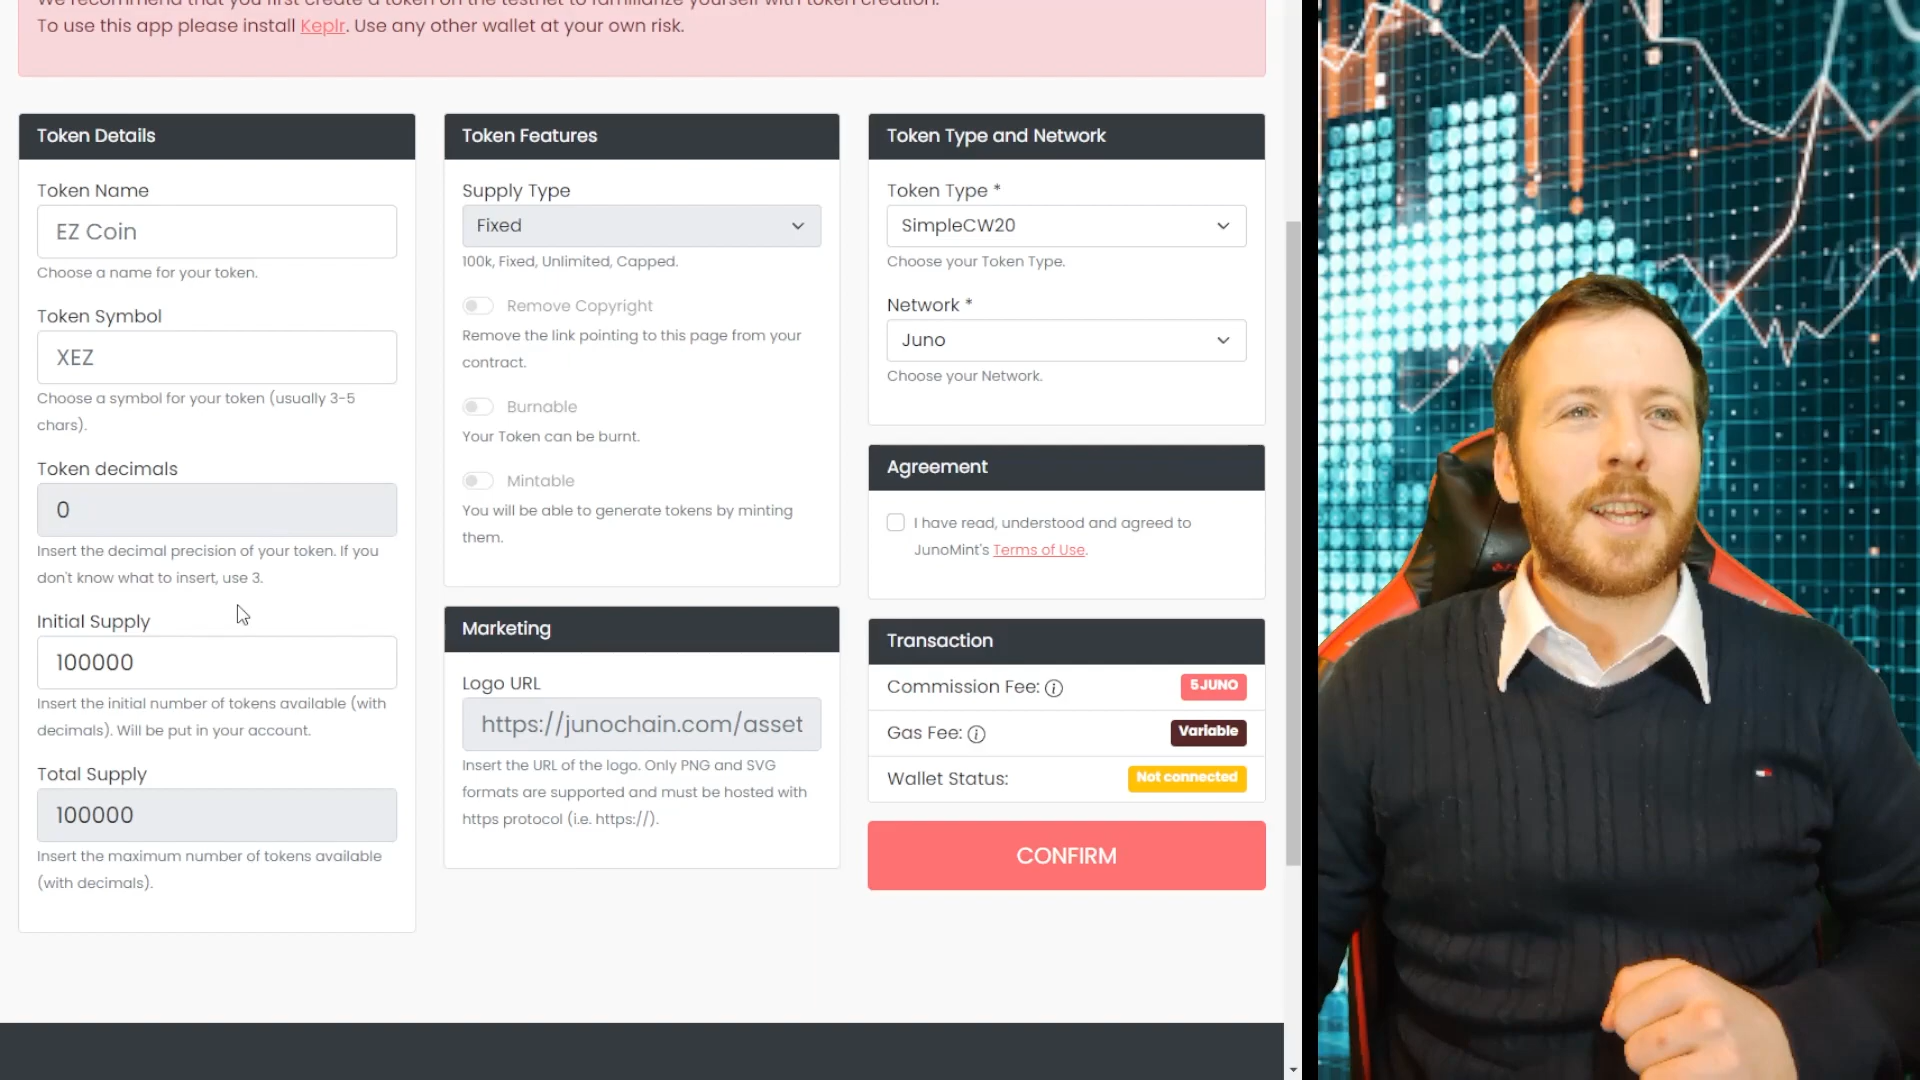 We recommend that you first create a token on the testnet to familiarize yourself with token creation.
To use this app please install Keplr. Use any other wallet at your own risk.
Token Details
Token Name
EZ Coin
Choose a name for your token.
Token Symbol
XEZ
Choose a symbol for your token (usually 3-5
chars).
Token decimals
0
Insert the decimal precision of your token. If you
don't know what to insert, use 3.
Initial Supply
100000
Insert the initial number of tokens available (with
decimals). Will be put in your account.
Total Supply
100000
Insert the maximum number of tokens available
(with decimals).
Token Features
Supply Type
Fixed
100k, Fixed, Unlimited, Capped.
Remove Copyright
Remove the link pointing to this page from your
contract.
Burnable
Your Token can be burnt.
Mintable
You will be able to generate tokens by minting
them.
Marketing
Logo URL
https://junochain.com/asset
Insert the URL of the logo. Only PNG and SVG
formats are supported and must be hosted with
https protocol (i.e. https://).
Token Type and Network
Token Type *
SimpleCW20
Choose your Token Type.
Network *
Juno
Choose your Network.
Agreement
I have read, understood and agreed to
JunoMint's Terms of Use.
Transaction
Commission Fee: 5 JUNO
Gas Fee: Variable
Wallet Status: Not connected
CONFIRM